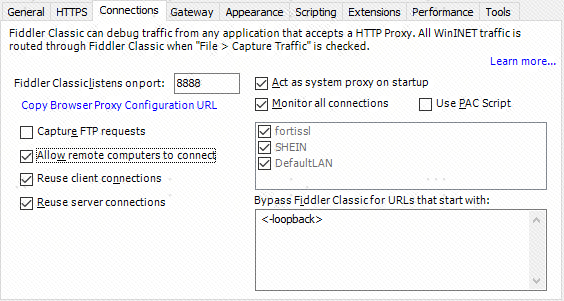 General HTTPS Connections Gateway Appearance Scripting Extensions Performance Tools
Fiddler Classic can debug traffic from any application that accepts a HTTP Proxy. All WinINET traffic is
routed through Fiddler Classic when "File > Capture Traffic" is checked.
Learn more...
Fiddler Classic listens on port: 8888
Copy Browser Proxy Configuration URL
Capture FTP requests
Allow remote computers to connect
Reuse client connections
Reuse server connections
Act as system proxy on startup
Monitor all connections Use PAC Script
fortissl
SHEIN
DefaultLAN
Bypass Fiddler Classic for URLs that start with:
<-loopback>